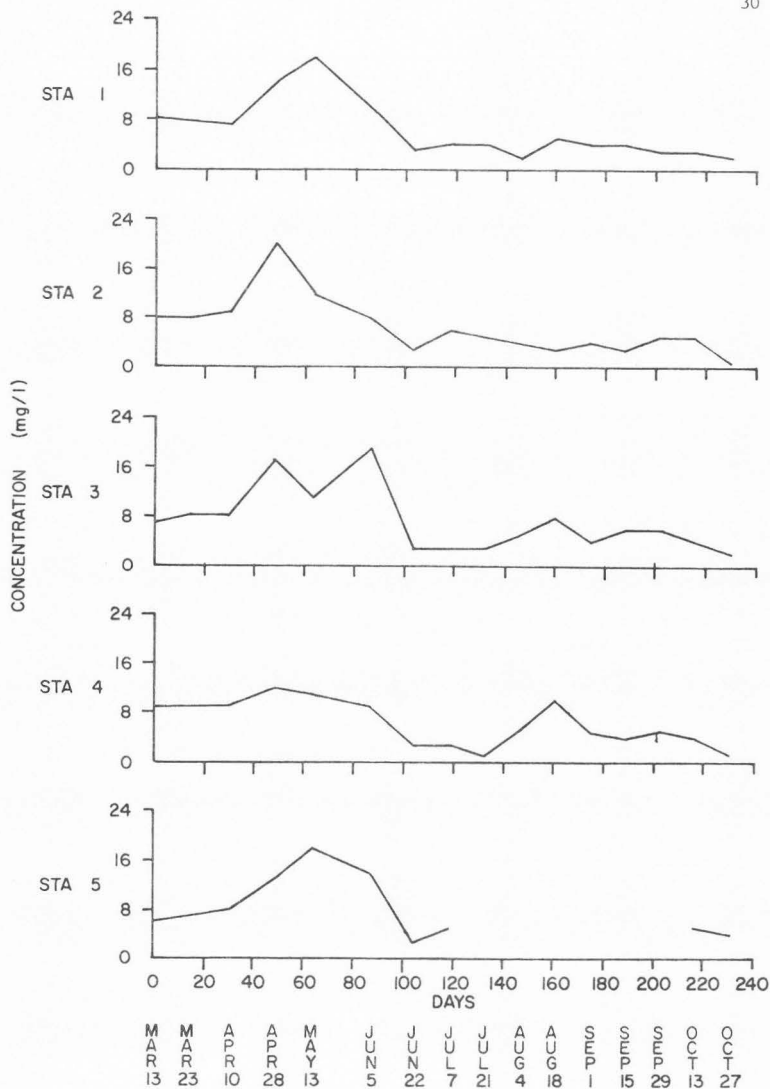 30
24
16
STA 1
8
0
24
16
STA 2
8
0
CONCENTRATION (mg/l)
24
16
STA 3
8
0
24
16
STA 4
8
0
24
16
STA 5
8
0
0 20 40 60 80 100 120 140 160 180 200 220 240
DAYS
MAR 13 MAR 23 APR 10 APR 28 MAY 13 JUN 5 JUN 22 JUL 7 JUL 21 AUG 4 AUG 18 SEP 1 SEP 15 SEP 29 OCT 13 OCT 27